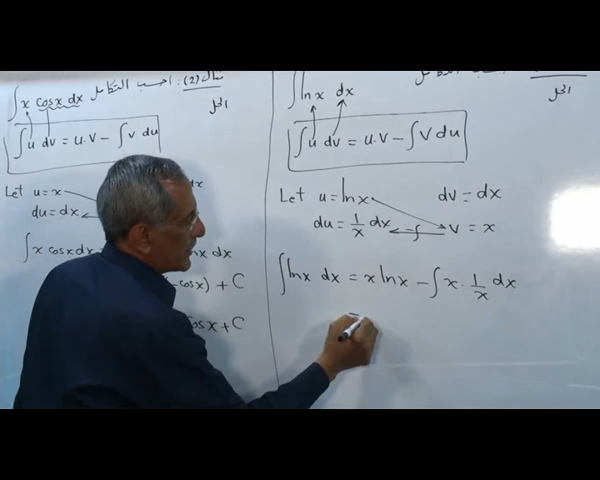 مثال (2): احسب التكامل ∫ x cosx dx
الحل
∫u dv = u.v − ∫v du
Let u = x
du = dx
∫x cosx dx
sinx dx
−cosx) + C
cosx + C
∫lnx dx
الحل
∫u dv = u.v − ∫v du
Let u = lnx dv = dx
du = 1/x dx ∫ v = x
∫lnx dx = x lnx − ∫x · 1/x dx
=